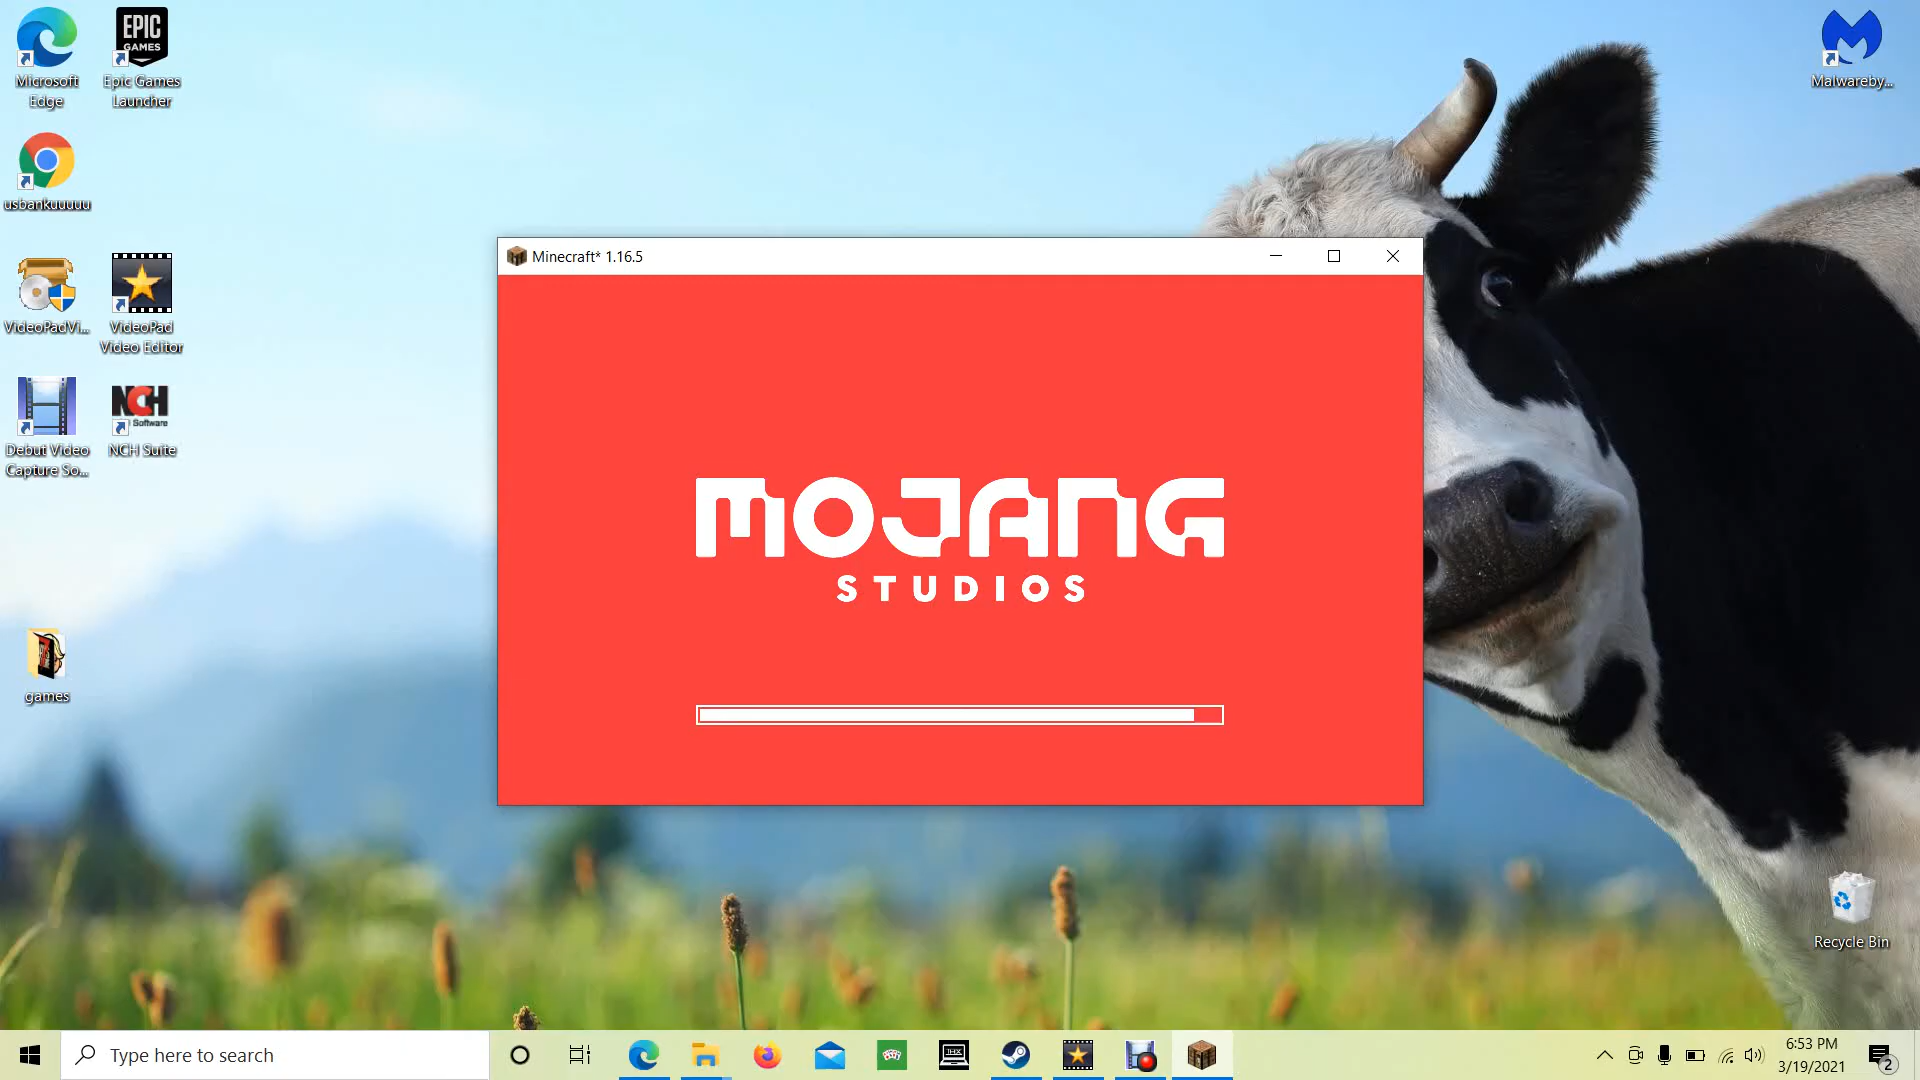 Microsoft
Edge
EPIC
GAMES
Epic Games
Launcher
usbankuuuuu
VideoPadVi...
VideoPad
Video Editor
Debut Video
Capture So...
NCH
Software
NCH Suite
games
Malwareby...
Minecraft* 1.16.5
MOJANG
STUDIOS
Recycle Bin
Type here to search
THX
6:53 PM
3/19/2021
2